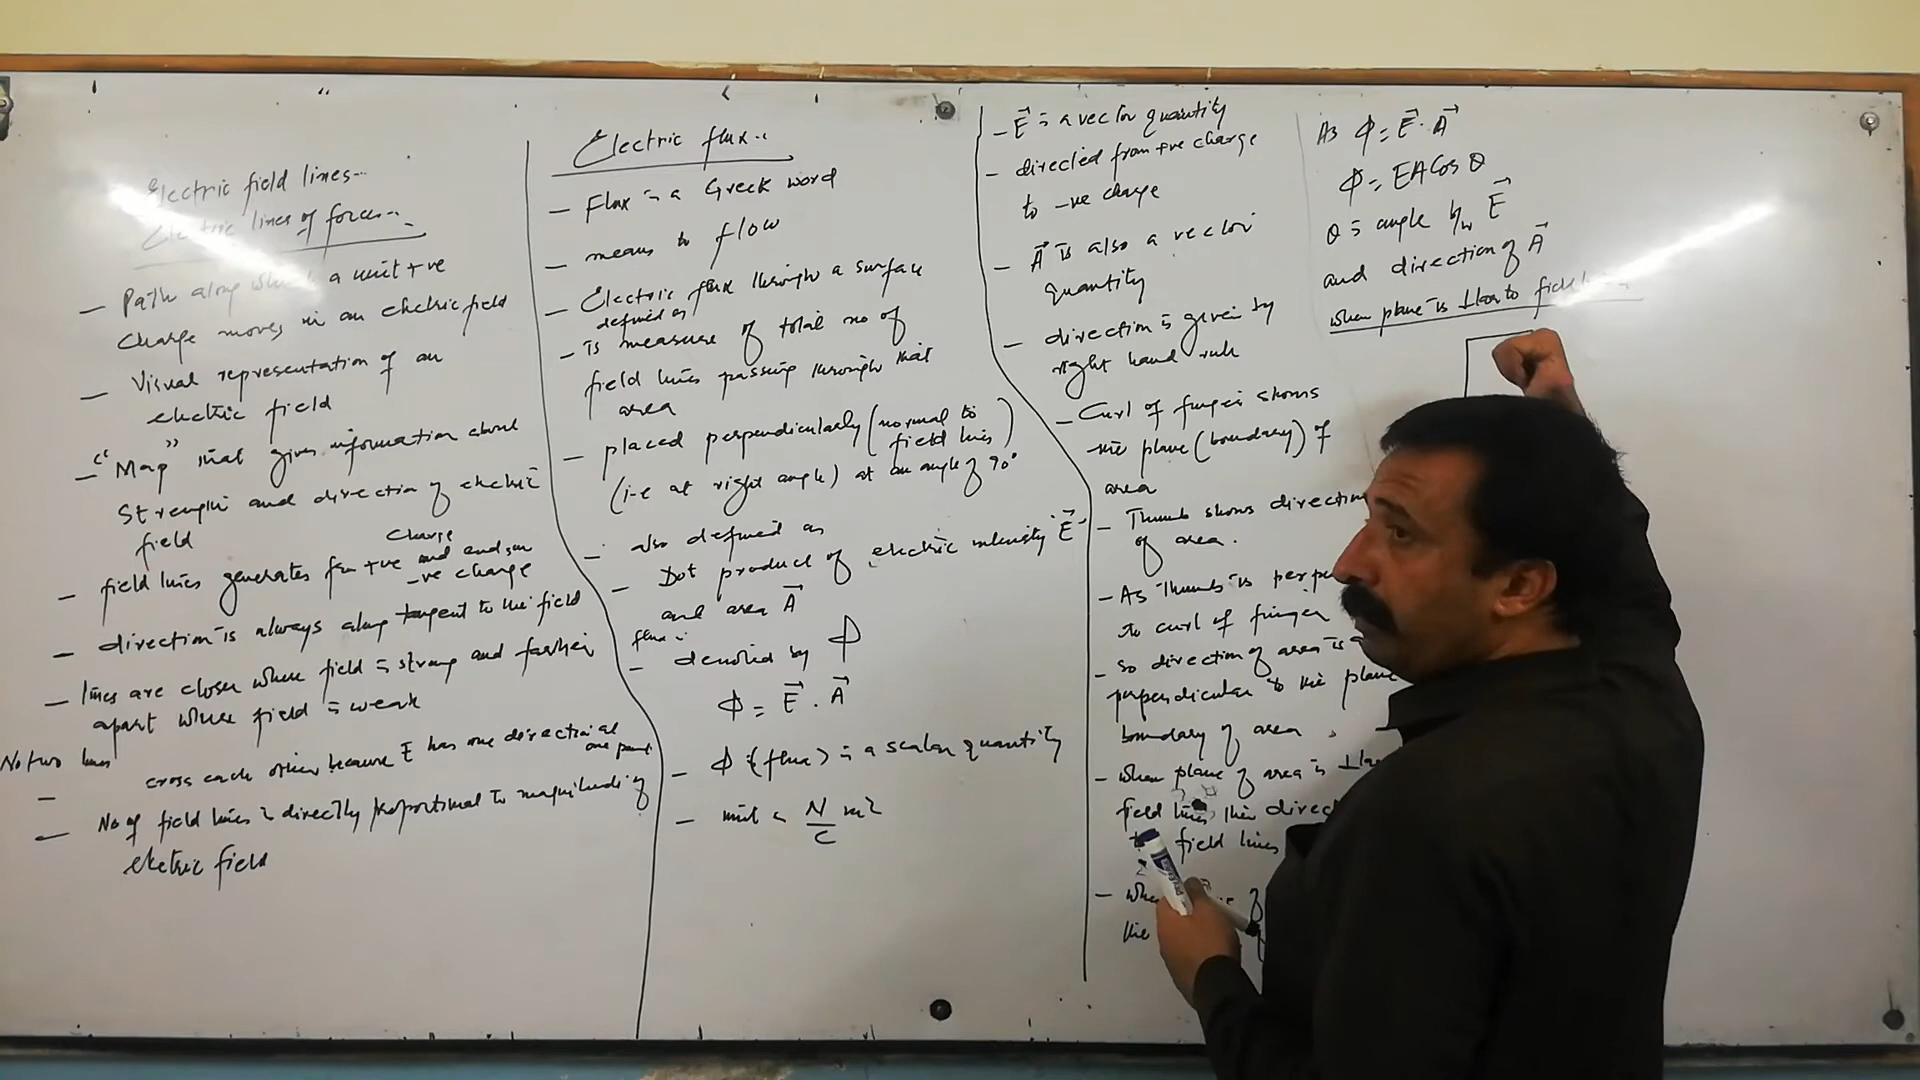 Electric field lines...
Electric lines of forces...
— Path along which a unit +ve
charge moves in an electric field
— Visual representation of an
electric field
— "Map" that gives information about
Strength and direction of electric
field
charge
— field lines generates from +ve and end on
-ve charge
— direction is always along tangent to the field
— lines are closer where field is strong and farther
apart where field is weak
No two lines
— cross each other because E has one direction at
one point
— No of field lines is directly proportional to magnitude of
electric field
Electric flux...
— Flux is a Greek word
— means to flow
— Electric flux through a surface
defined as
— is measure of total no of
field lines passing through that
area
— placed perpendicularly (normal to
field lines)
(i-e at right angle) at an angle of 90°
— also defined as
— Dot product of electric intensity "E⃗"
and area A⃗
flux is
— denoted by ϕ
ϕ = E⃗ . A⃗
— ϕ (flux) is a scalar quantity
— unit is N/C m²
— E⃗ is a vector quantity
— directed from +ve charge
to -ve charge
— A⃗ is also a vector
quantity
— direction is given by
right hand rule
— Curl of finger shows
the plane (boundary) of
area
— Thumb shows direction
of area.
— As Thumb is
to curl of finger
— so direction of area is
perpendicular to the plane
boundary of area
— when plane of area is ⊥lar
field lines, then
field lines
—
the
As ϕ = E⃗ . A⃗
ϕ = EA Cos θ
θ = angle b/w E⃗
and direction of A⃗
when plane is ⊥lar to field